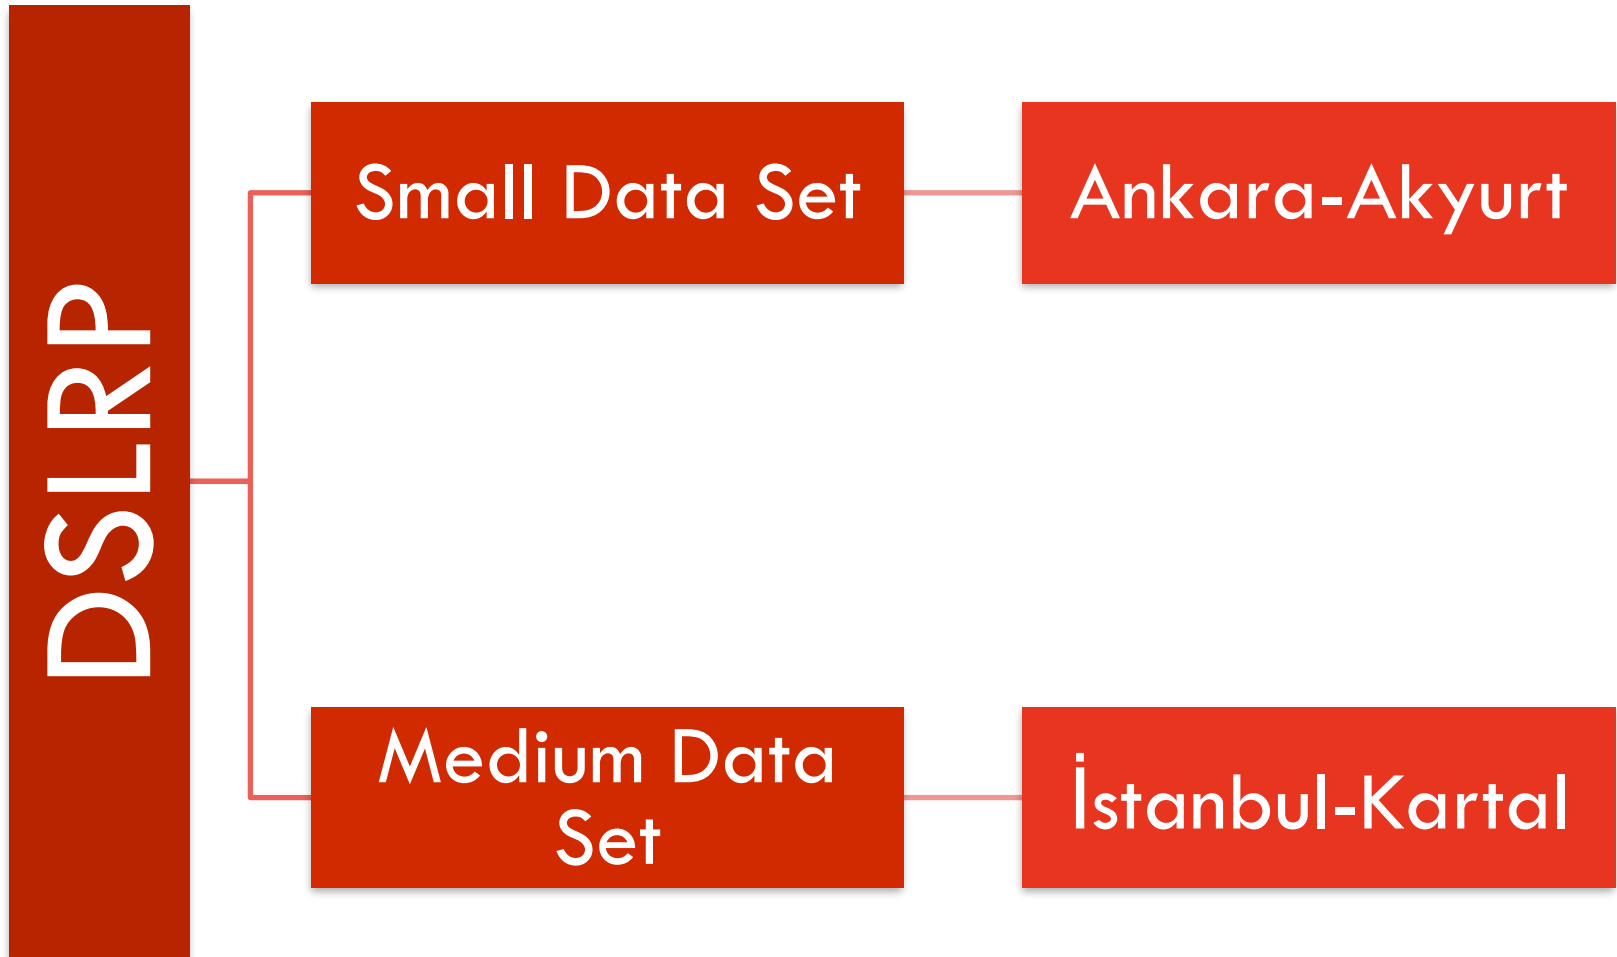 DSLRP
Small Data Set
Ankara-Akyurt
Medium Data
Set
İstanbul-Kartal